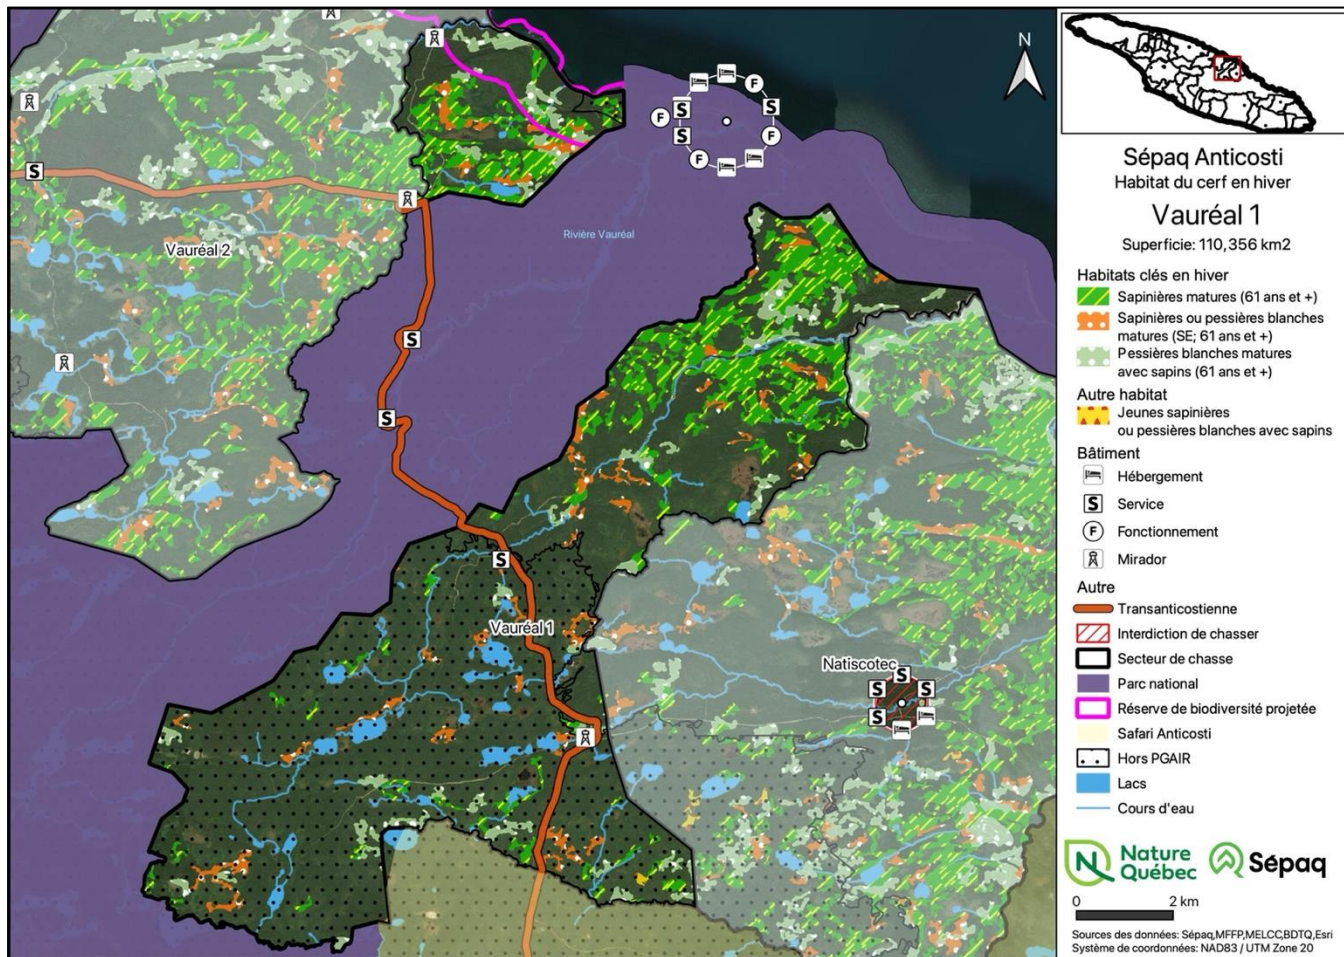 Vauréal 2
Rivière Vauréal
Vauréal 1
Natiscotec
S
S
S
S
S
S
S
F
F
F
F
S
S
S
S
S
N
Sépaq Anticosti
Habitat du cerf en hiver
Vauréal 1
Superficie: 110,356 km2
Habitats clés en hiver
Sapinières matures (61 ans et +)
Sapinières ou pessières blanches
matures (SE; 61 ans et +)
Pessières blanches matures
avec sapins (61 ans et +)
Autre habitat
Jeunes sapinières
ou pessières blanches avec sapins
Bâtiment
Hébergement
S Service
F Fonctionnement
Mirador
Autre
Transanticostienne
Interdiction de chasser
Secteur de chasse
Parc national
Réserve de biodiversité projetée
Safari Anticosti
Hors PGAIR
Lacs
Cours d'eau
Nature
Québec
Sépaq
0 2 km
Sources des données: Sépaq,MFFP,MELCC,BDTQ,Esri
Système de coordonnées: NAD83 / UTM Zone 20